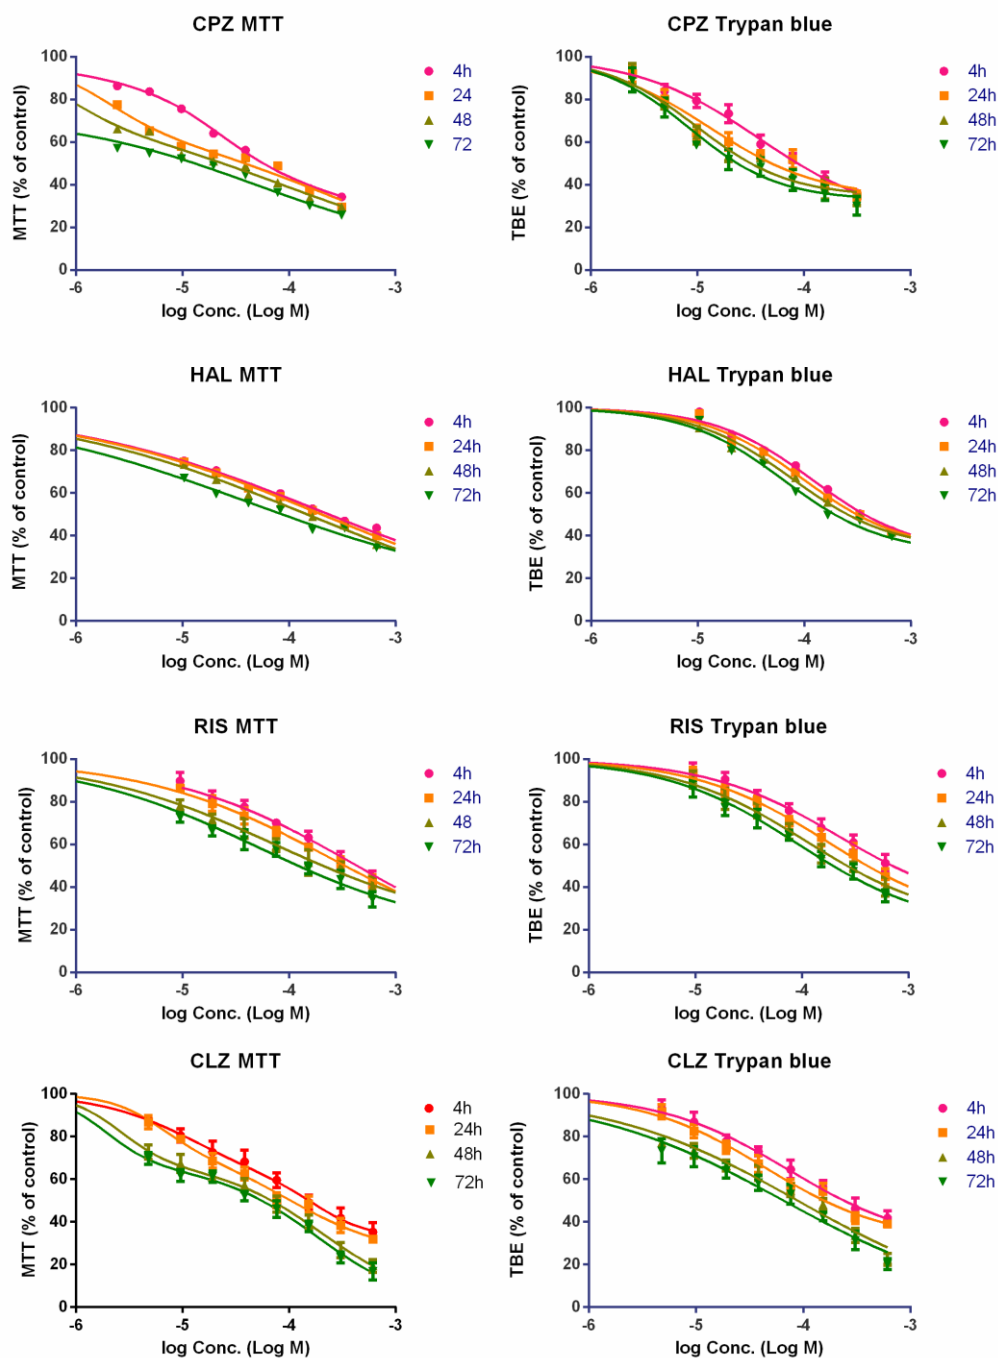 CPZ MTT
MTT (% of control)
100
80
60
40
20
0
-6
-5
-4
-3
log Conc. (Log M)
4h
24
48
72
CPZ Trypan blue
TBE (% of control)
100
80
60
40
20
0
-6
-5
-4
-3
log Conc. (Log M)
4h
24h
48h
72h
HAL MTT
MTT (% of control)
100
80
60
40
20
0
-6
-5
-4
-3
log Conc. (Log M)
4h
24h
48h
72h
HAL Trypan blue
TBE (% of control)
100
80
60
40
20
0
-6
-5
-4
-3
log Conc. (Log M)
4h
24h
48h
72h
RIS MTT
MTT (% of control)
100
80
60
40
20
0
-6
-5
-4
-3
log Conc. (Log M)
4h
24h
48
72h
RIS Trypan blue
TBE (% of control)
100
80
60
40
20
0
-6
-5
-4
-3
log Conc. (Log M)
4h
24h
48h
72h
CLZ MTT
MTT (% of control)
100
80
60
40
20
0
-6
-5
-4
-3
log Conc. (Log M)
4h
24h
48h
72h
CLZ Trypan blue
TBE (% of control)
100
80
60
40
20
0
-6
-5
-4
-3
log Conc. (Log M)
4h
24h
48h
72h